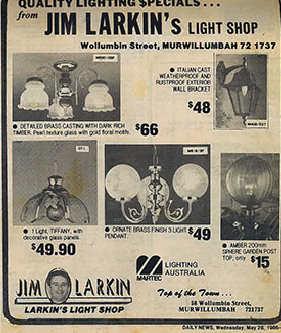 QUALITY LIGHTING SPECIALS...
from JIM LARKIN'S LIGHT SHOP
Wollumbin Street, MURWILLUMBAH 72 1737
● DETAILED BRASS CASTING WITH DARK RICH
TIMBER. Pearl texture glass with gold floral motifs.
$66
● ITALIAN CAST
WEATHERPROOF AND
RUSTPROOF EXTERIOR
WALL BRACKET
$48
● 1 Light, TIFFANY, with
decorative glass panels.
$49.90
● ORNATE BRASS FINISH 3 LIGHT
PENDANT.
$49
● AMBER 200mm
SPHERE GARDEN POST
TOP, only
$15
MARTEC
LIGHTING
AUSTRALIA
JIM LARKIN
LARKIN'S LIGHT SHOP
Top of the Town...
58 Wollumbin Street,
MURWILLUMBAH 721737
DAILY NEWS, Wednesday, May 28, 1986